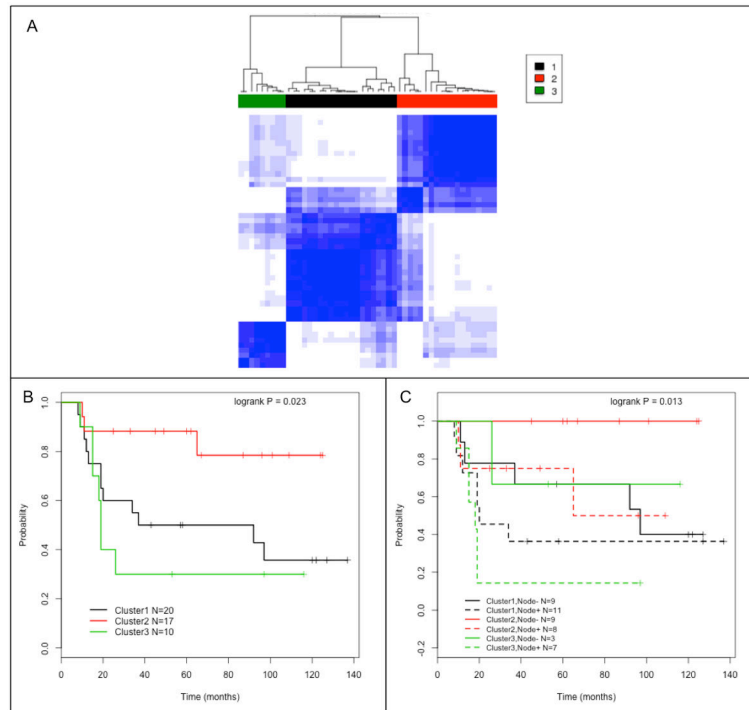 A
1
2
3
B
logrank P = 0.023
1.0
0.8
0.6
0.4
0.2
0.0
Probability
Cluster1 N=20
Cluster2 N=17
Cluster3 N=10
0 20 40 60 80 100 120 140
Time (months)
C
logrank P = 0.013
1.0
0.8
0.6
0.4
0.2
0.0
-0.2
Probability
Cluster1,Node- N=9
Cluster1,Node+ N=11
Cluster2,Node- N=9
Cluster2,Node+ N=8
Cluster3,Node- N=3
Cluster3,Node+ N=7
0 20 40 60 80 100 120 140
Time (months)